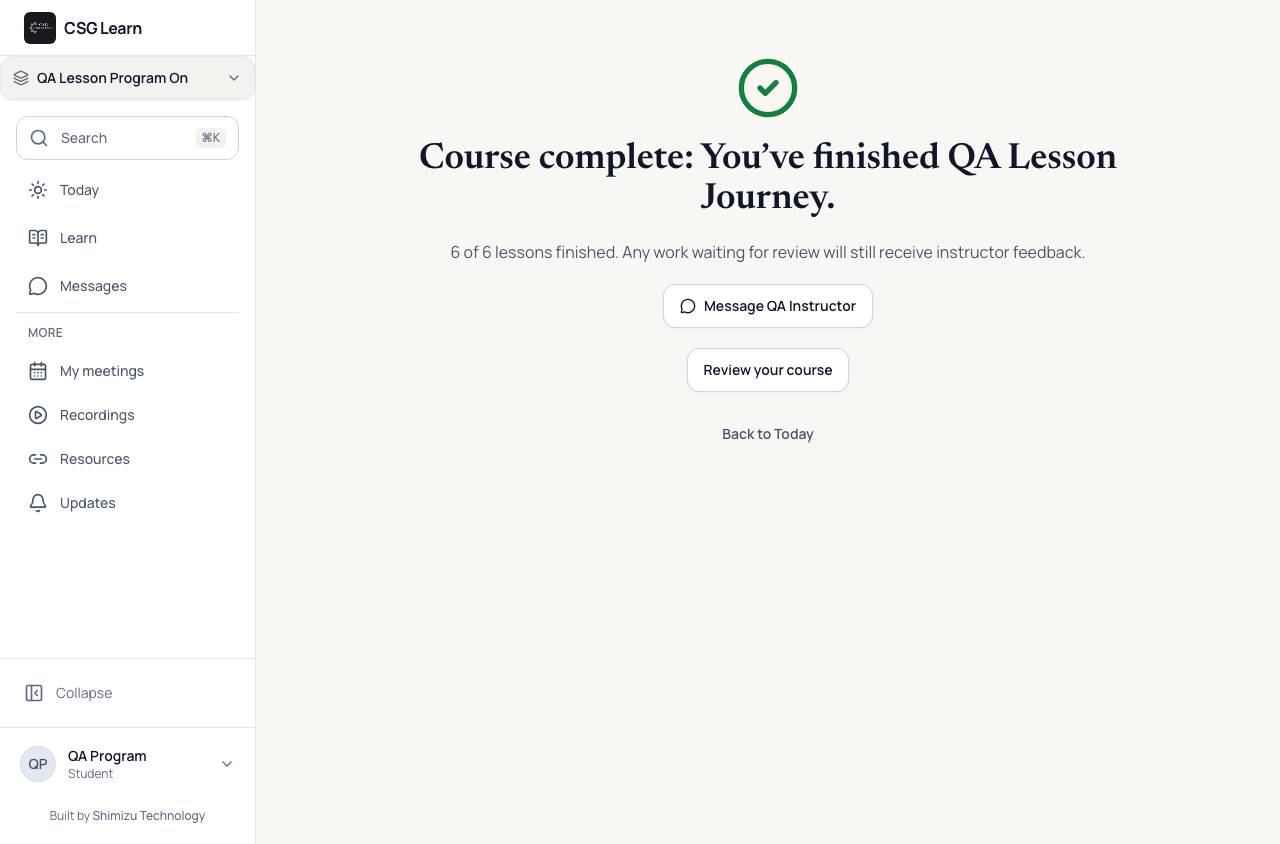 CSG Learn
QA Lesson Program On
Search ⌘K
Today
Learn
Messages
MORE
My meetings
Recordings
Resources
Updates
Collapse
QP
QA Program
Student
Built by Shimizu Technology
Course complete: You’ve finished QA Lesson
Journey.
6 of 6 lessons finished. Any work waiting for review will still receive instructor feedback.
Message QA Instructor
Review your course
Back to Today